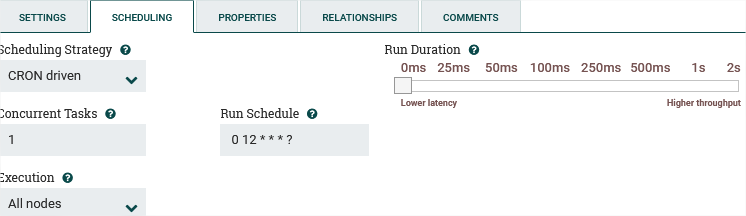 SETTINGS SCHEDULING PROPERTIES RELATIONSHIPS COMMENTS
Scheduling Strategy ? Run Duration ?
CRON driven 0ms 25ms 50ms 100ms 250ms 500ms 1s 2s
Lower latency Higher throughput
Concurrent Tasks ? Run Schedule ?
1 0 12 * * * ?
Execution ?
All nodes